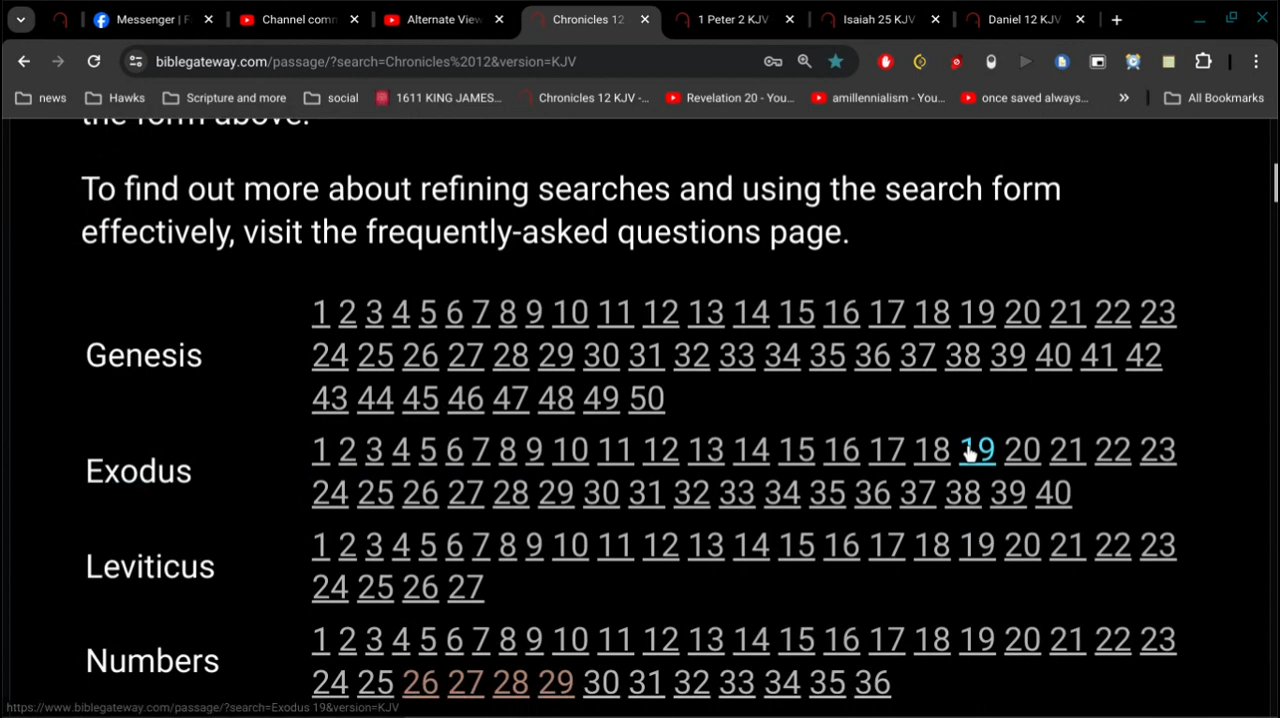 Messenger | F
Channel comm
Alternate View
Chronicles 12
1 Peter 2 KJV
Isaiah 25 KJV
Daniel 12 KJV
biblegateway.com/passage/?search=Chronicles%2012&version=KJV
news
Hawks
Scripture and more
social
1611 KING JAMES...
Chronicles 12 KJV -...
Revelation 20 - You...
amillennialism - You...
once saved always...
All Bookmarks
the form above.
To find out more about refining searches and using the search form
effectively, visit the frequently-asked questions page.
Genesis
1 2 3 4 5 6 7 8 9 10 11 12 13 14 15 16 17 18 19 20 21 22 23
24 25 26 27 28 29 30 31 32 33 34 35 36 37 38 39 40 41 42
43 44 45 46 47 48 49 50
Exodus
1 2 3 4 5 6 7 8 9 10 11 12 13 14 15 16 17 18 19 20 21 22 23
24 25 26 27 28 29 30 31 32 33 34 35 36 37 38 39 40
Leviticus
1 2 3 4 5 6 7 8 9 10 11 12 13 14 15 16 17 18 19 20 21 22 23
24 25 26 27
Numbers
1 2 3 4 5 6 7 8 9 10 11 12 13 14 15 16 17 18 19 20 21 22 23
24 25 26 27 28 29 30 31 32 33 34 35 36
https://www.biblegateway.com/passage/?search=Exodus 19&version=KJV